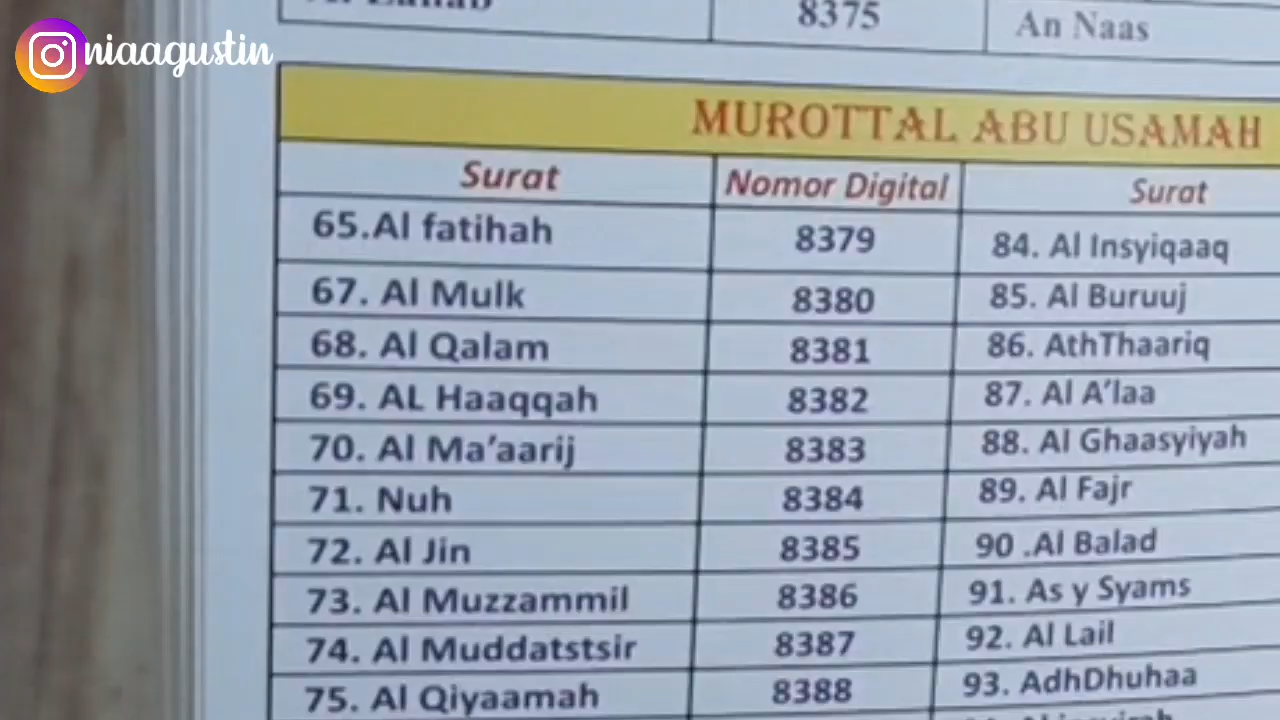 niaagustin
8375 An Naas
MUROTTAL ABU USAMAH
Surat Nomor Digital Surat
65.Al fatihah 8379 84. Al Insyiqaaq
67. Al Mulk 8380 85. Al Buruuj
68. Al Qalam 8381 86. AthThaariq
69. AL Haaqqah 8382 87. Al A'laa
70. Al Ma'aarij 8383 88. Al Ghaasyiyah
71. Nuh 8384 89. Al Fajr
72. Al Jin 8385 90 .Al Balad
73. Al Muzzammil 8386 91. As y Syams
74. Al Muddatstsir 8387 92. Al Lail
75. Al Qiyaamah 8388 93. AdhDhuhaa